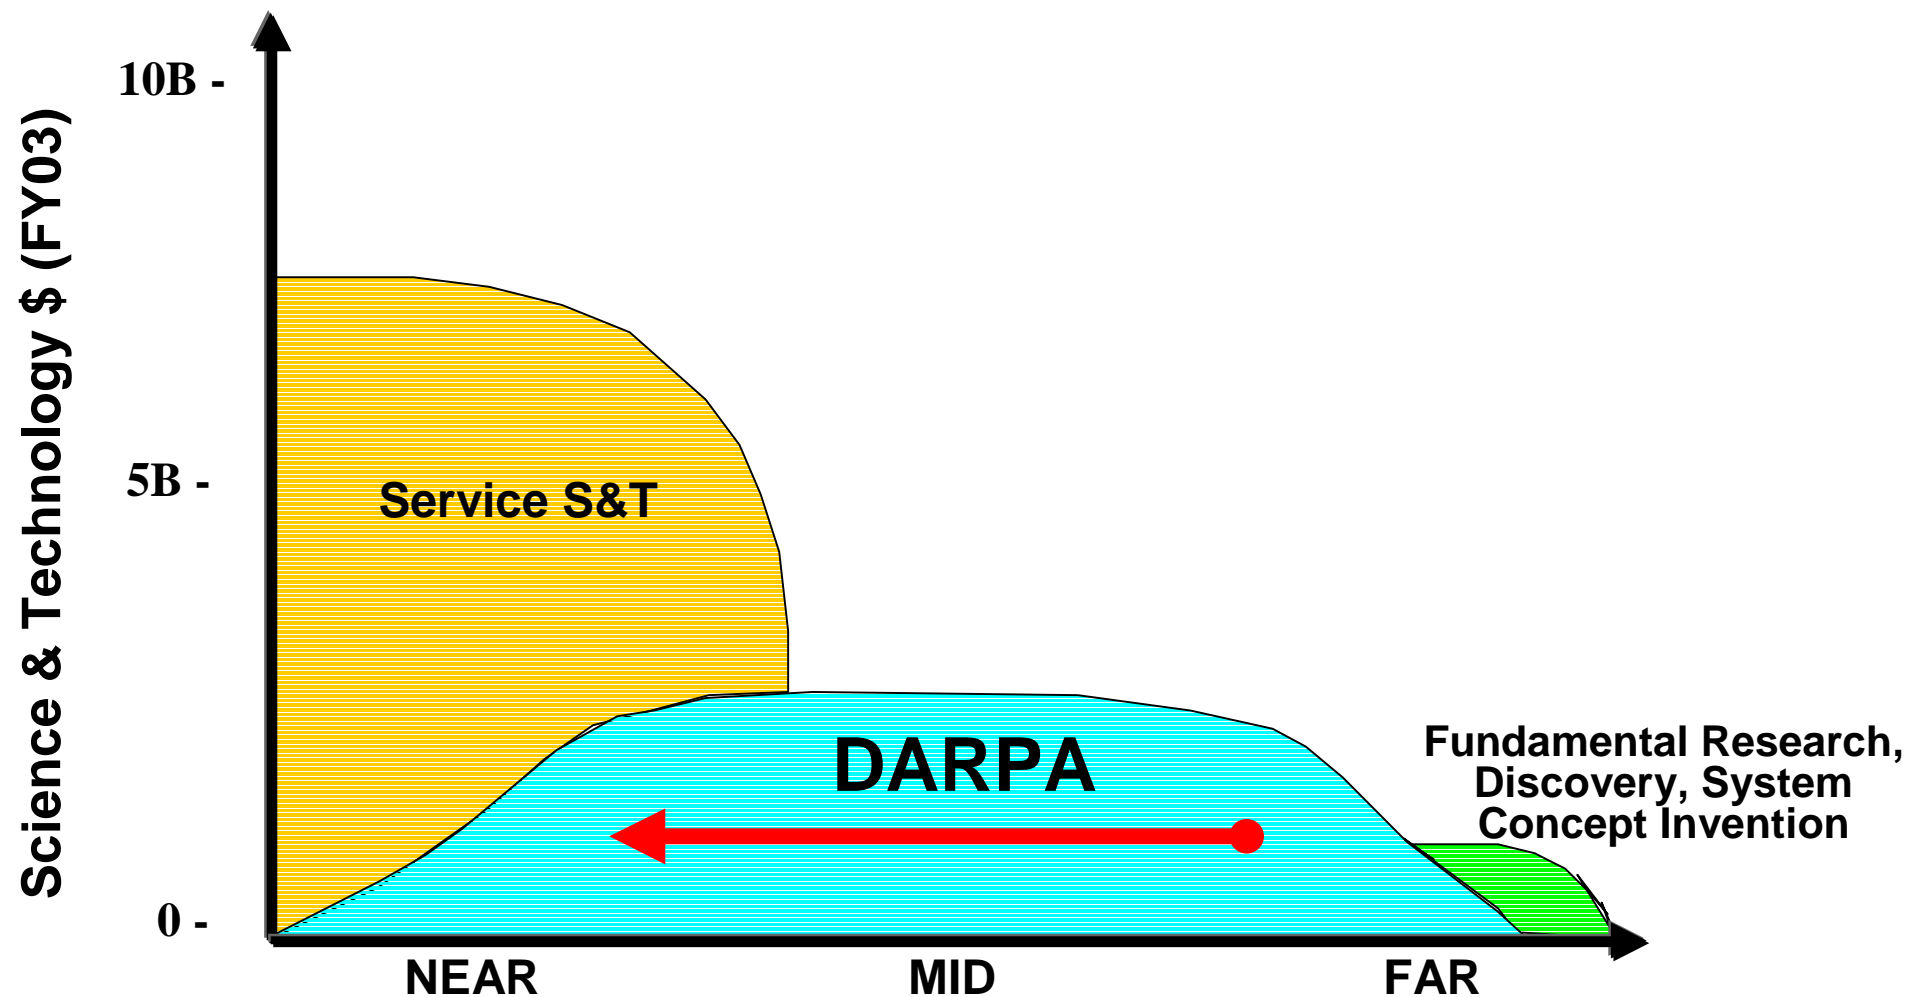 Science & Technology $ (FY03)
10B -
5B -
0 -
Service S&T
DARPA
Fundamental Research,
Discovery, System
Concept Invention
NEAR
MID
FAR